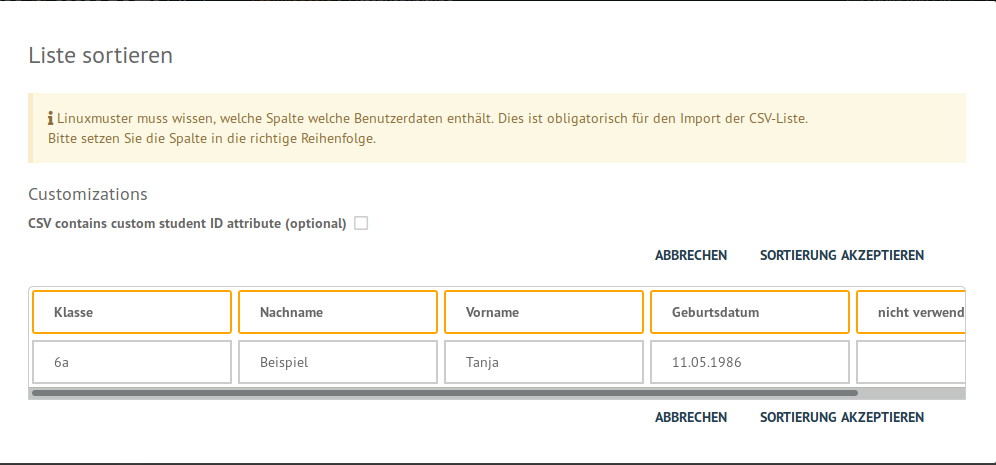 Liste sortieren
Linuxmuster muss wissen, welche Spalte welche Benutzerdaten enthält. Dies ist obligatorisch für den Import der CSV-Liste.
Bitte setzen Sie die Spalte in die richtige Reihenfolge.
Customizations
CSV contains custom student ID attribute (optional)
ABBRECHEN SORTIERUNG AKZEPTIEREN
Klasse Nachname Vorname Geburtsdatum nicht verwend
6a Beispiel Tanja 11.05.1986
ABBRECHEN SORTIERUNG AKZEPTIEREN